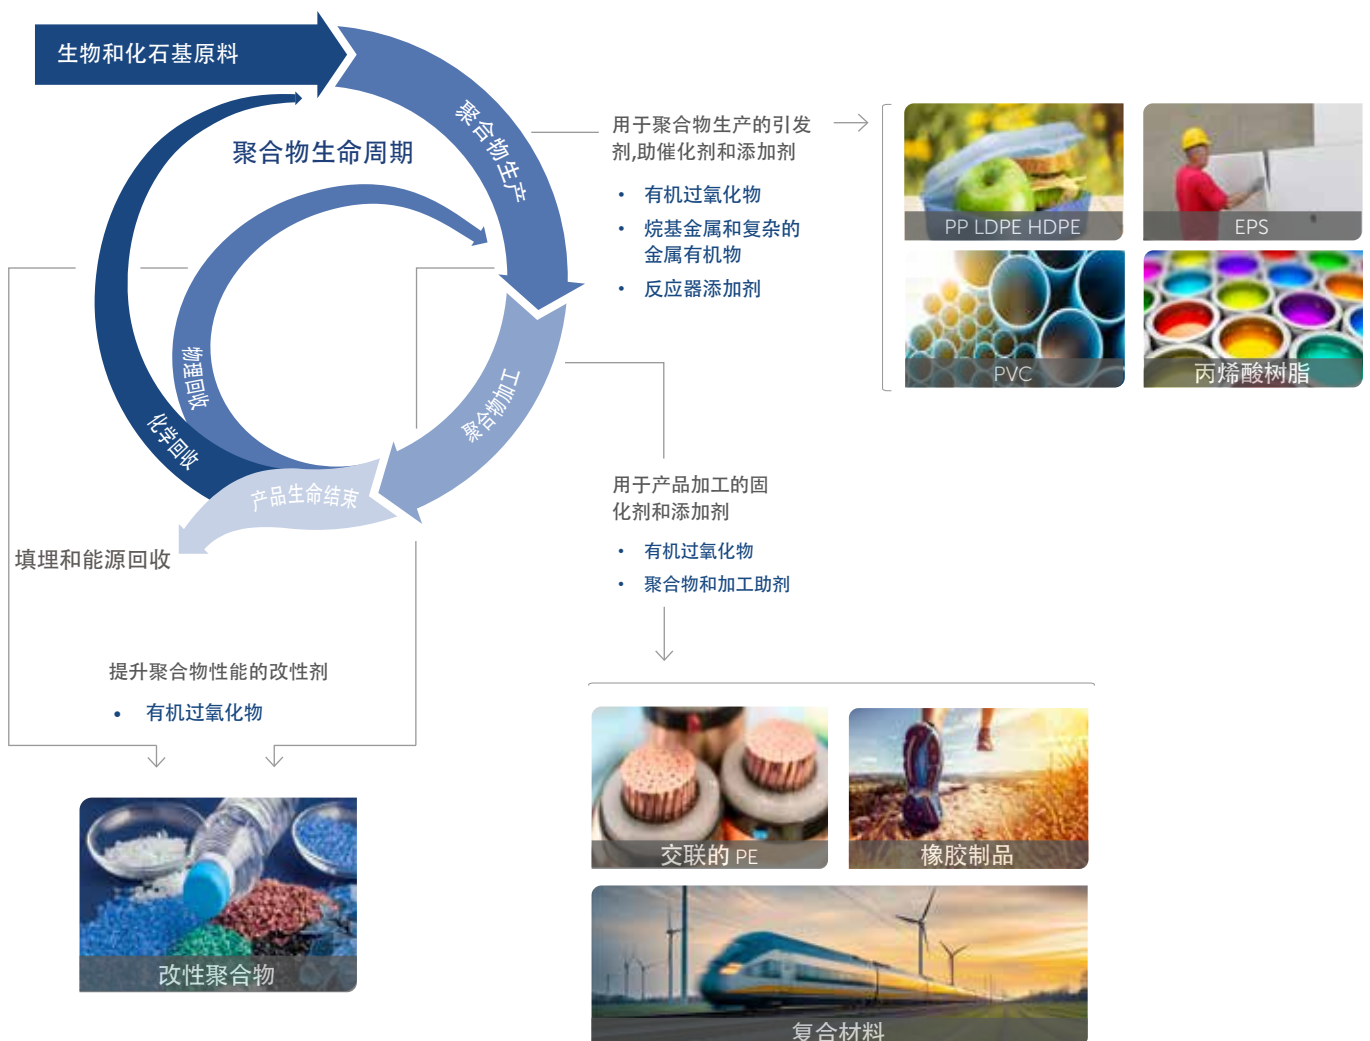 生物和化石基原料
聚合物生命周期
聚合物生产
聚合物加工
产品生命结束
物理回收
化学回收
填埋和能源回收
用于聚合物生产的引发
剂,助催化剂和添加剂
• 有机过氧化物
• 烷基金属和复杂的
金属有机物
• 反应器添加剂
PP LDPE HDPE
EPS
PVC
丙烯酸树脂
用于产品加工的固
化剂和添加剂
• 有机过氧化物
• 聚合物和加工助剂
提升聚合物性能的改性剂
• 有机过氧化物
交联的 PE
橡胶制品
改性聚合物
复合材料